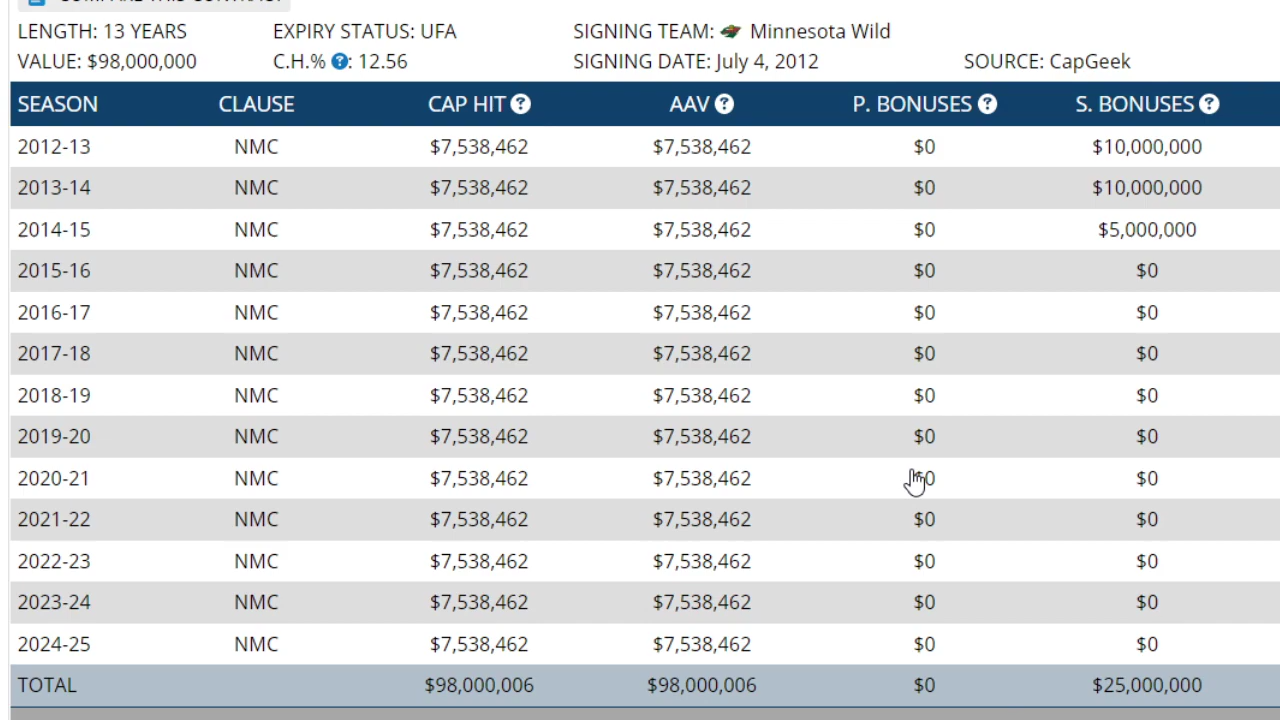 COMPARE THIS CONTRACT
LENGTH: 13 YEARS EXPIRY STATUS: UFA SIGNING TEAM: Minnesota Wild
VALUE: $98,000,000 C.H.% ?: 12.56 SIGNING DATE: July 4, 2012 SOURCE: CapGeek
SEASON CLAUSE CAP HIT ? AAV ? P. BONUSES ? S. BONUSES ?
2012-13 NMC $7,538,462 $7,538,462 $0 $10,000,000
2013-14 NMC $7,538,462 $7,538,462 $0 $10,000,000
2014-15 NMC $7,538,462 $7,538,462 $0 $5,000,000
2015-16 NMC $7,538,462 $7,538,462 $0 $0
2016-17 NMC $7,538,462 $7,538,462 $0 $0
2017-18 NMC $7,538,462 $7,538,462 $0 $0
2018-19 NMC $7,538,462 $7,538,462 $0 $0
2019-20 NMC $7,538,462 $7,538,462 $0 $0
2020-21 NMC $7,538,462 $7,538,462 $0 $0
2021-22 NMC $7,538,462 $7,538,462 $0 $0
2022-23 NMC $7,538,462 $7,538,462 $0 $0
2023-24 NMC $7,538,462 $7,538,462 $0 $0
2024-25 NMC $7,538,462 $7,538,462 $0 $0
TOTAL $98,000,006 $98,000,006 $0 $25,000,000